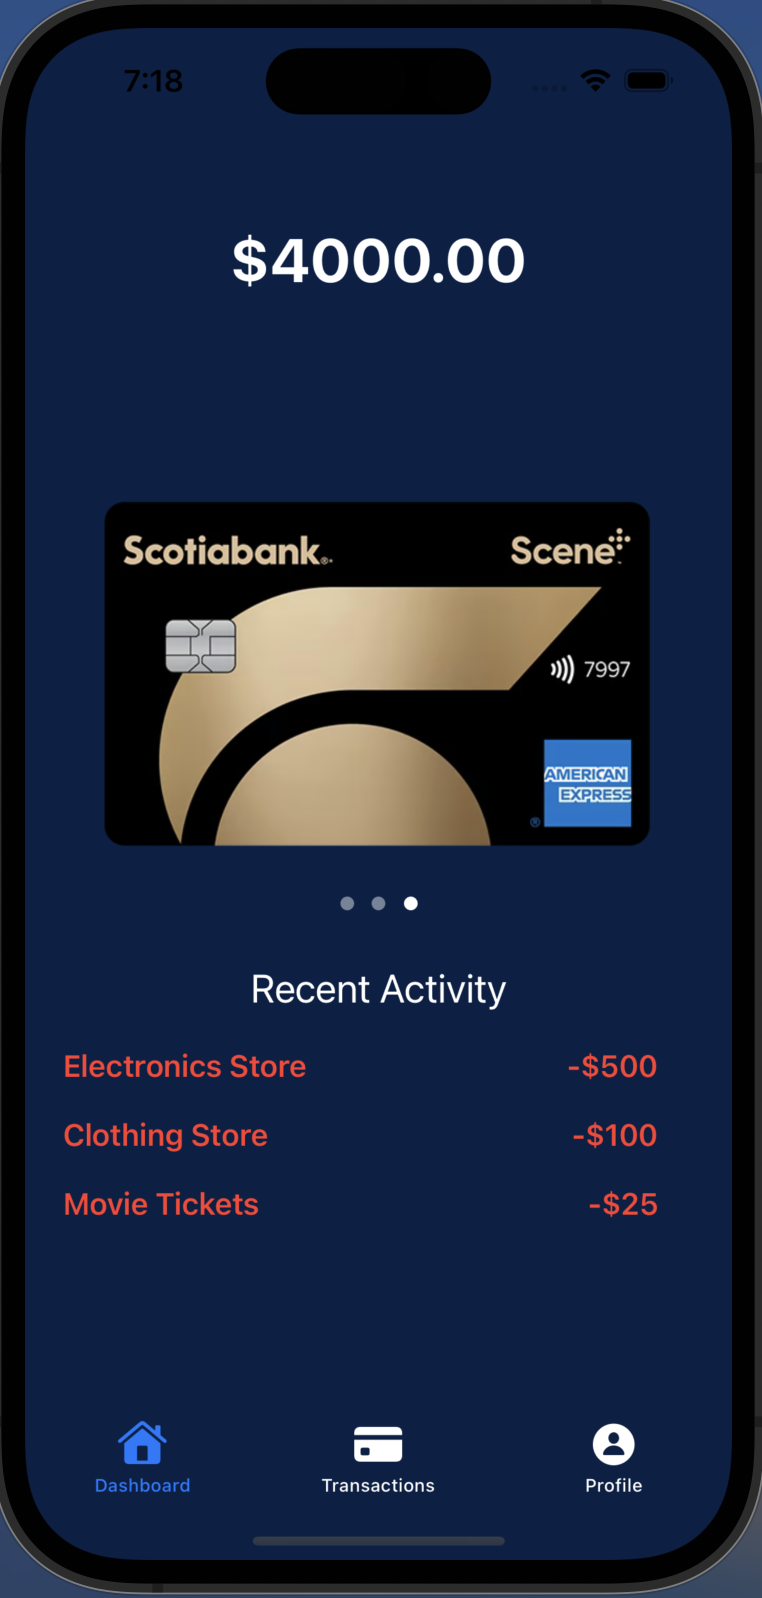 7:18
$4000.00
Scotiabank®*
Scene+™
7997
AMERICAN
EXPRESS
®
Recent Activity
Electronics Store -$500
Clothing Store -$100
Movie Tickets -$25
Dashboard Transactions Profile